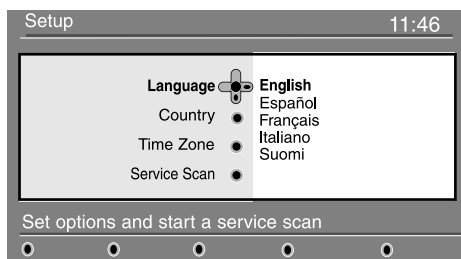 Setup 11:46
Language English
Español
Country Français
Time Zone Italiano
Suomi
Service Scan
Set options and start a service scan